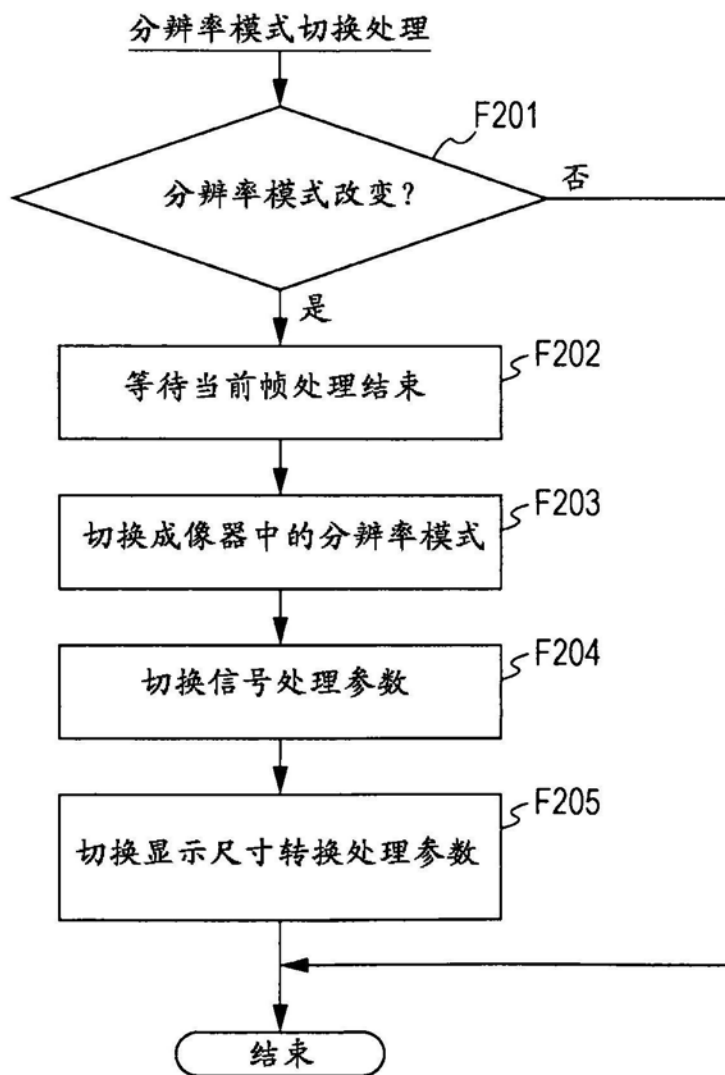 分辨率模式切换处理
F201
分辨率模式改变?
否
是
F202
等待当前帧处理结束
F203
切换成像器中的分辨率模式
F204
切换信号处理参数
F205
切换显示尺寸转换处理参数
结束